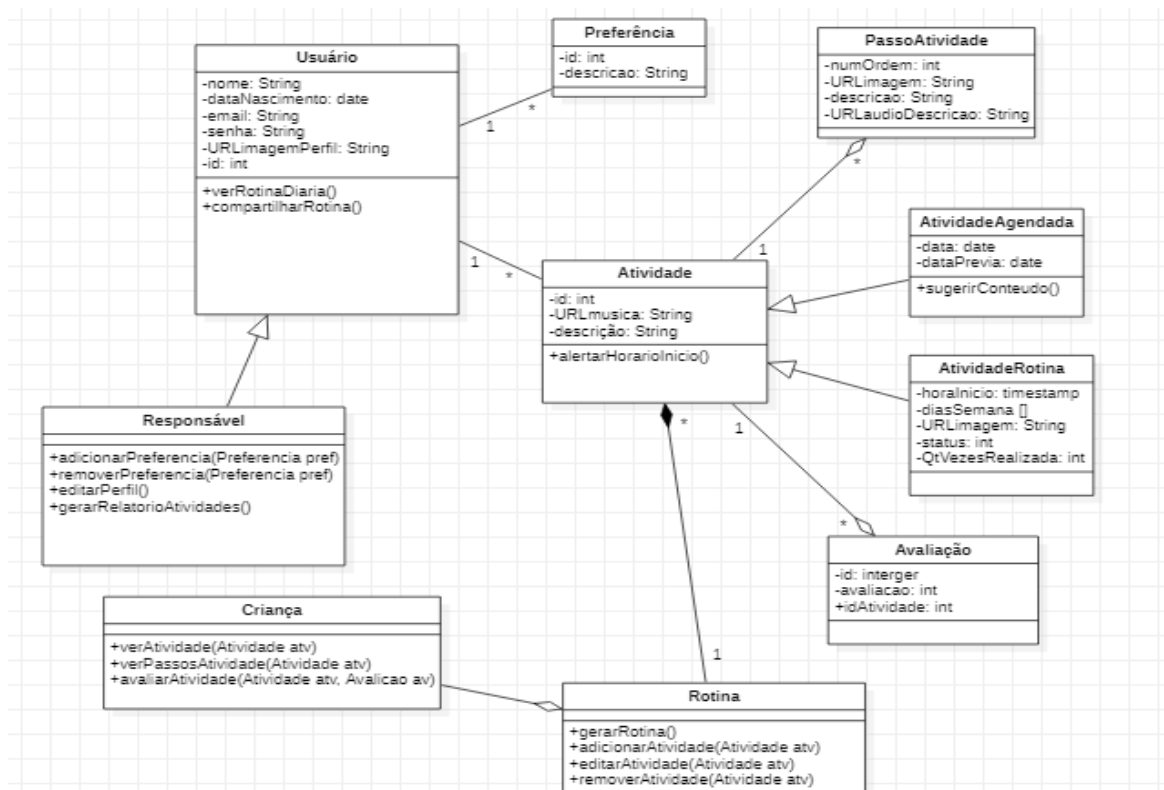 Usuário
-nome: String
-dataNascimento: date
-email: String
-senha: String
-URLimagemPerfil: String
-id: int
+verRotinaDiaria()
+compartilharRotina()
Preferência
-id: int
-descricao: String
1
*
PassoAtividade
-numOrdem: int
-URLimagem: String
-descricao: String
-URLaudioDescricao: String
*
1
1
*
Atividade
-id: int
-URLmusica: String
-descrição: String
+alertarHorarioInicio()
AtividadeAgendada
-data: date
-dataPrevia: date
+sugerirConteudo()
AtividadeRotina
-horaInicio: timestamp
-diasSemana []
-URLimagem: String
-status: int
-QtVezesRealizada: int
Responsável
+adicionarPreferencia(Preferencia pref)
+removerPreferencia(Preferencia pref)
+editarPerfil()
+gerarRelatorioAtividades()
*
1
1
*
Avaliação
-id: interger
-avaliacao: int
+idAtividade: int
Criança
+verAtividade(Atividade atv)
+verPassosAtividade(Atividade atv)
+avaliarAtividade(Atividade atv, Avalicao av)
Rotina
+gerarRotina()
+adicionarAtividade(Atividade atv)
+editarAtividade(Atividade atv)
+removerAtividade(Atividade atv)